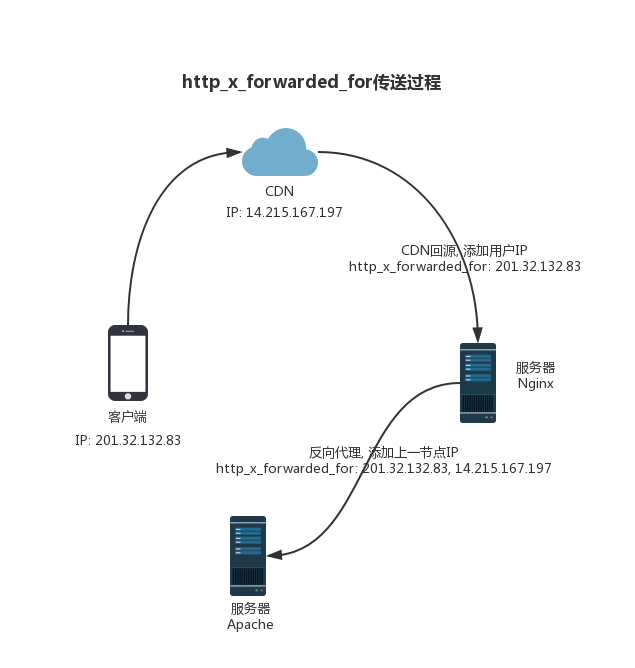 http_x_forwarded_for传送过程
CDN
IP: 14.215.167.197
CDN回源, 添加用户IP
http_x_forwarded_for: 201.32.132.83
服务器
Nginx
客户端
IP: 201.32.132.83
反向代理, 添加上一节点IP
http_x_forwarded_for: 201.32.132.83, 14.215.167.197
服务器
Apache